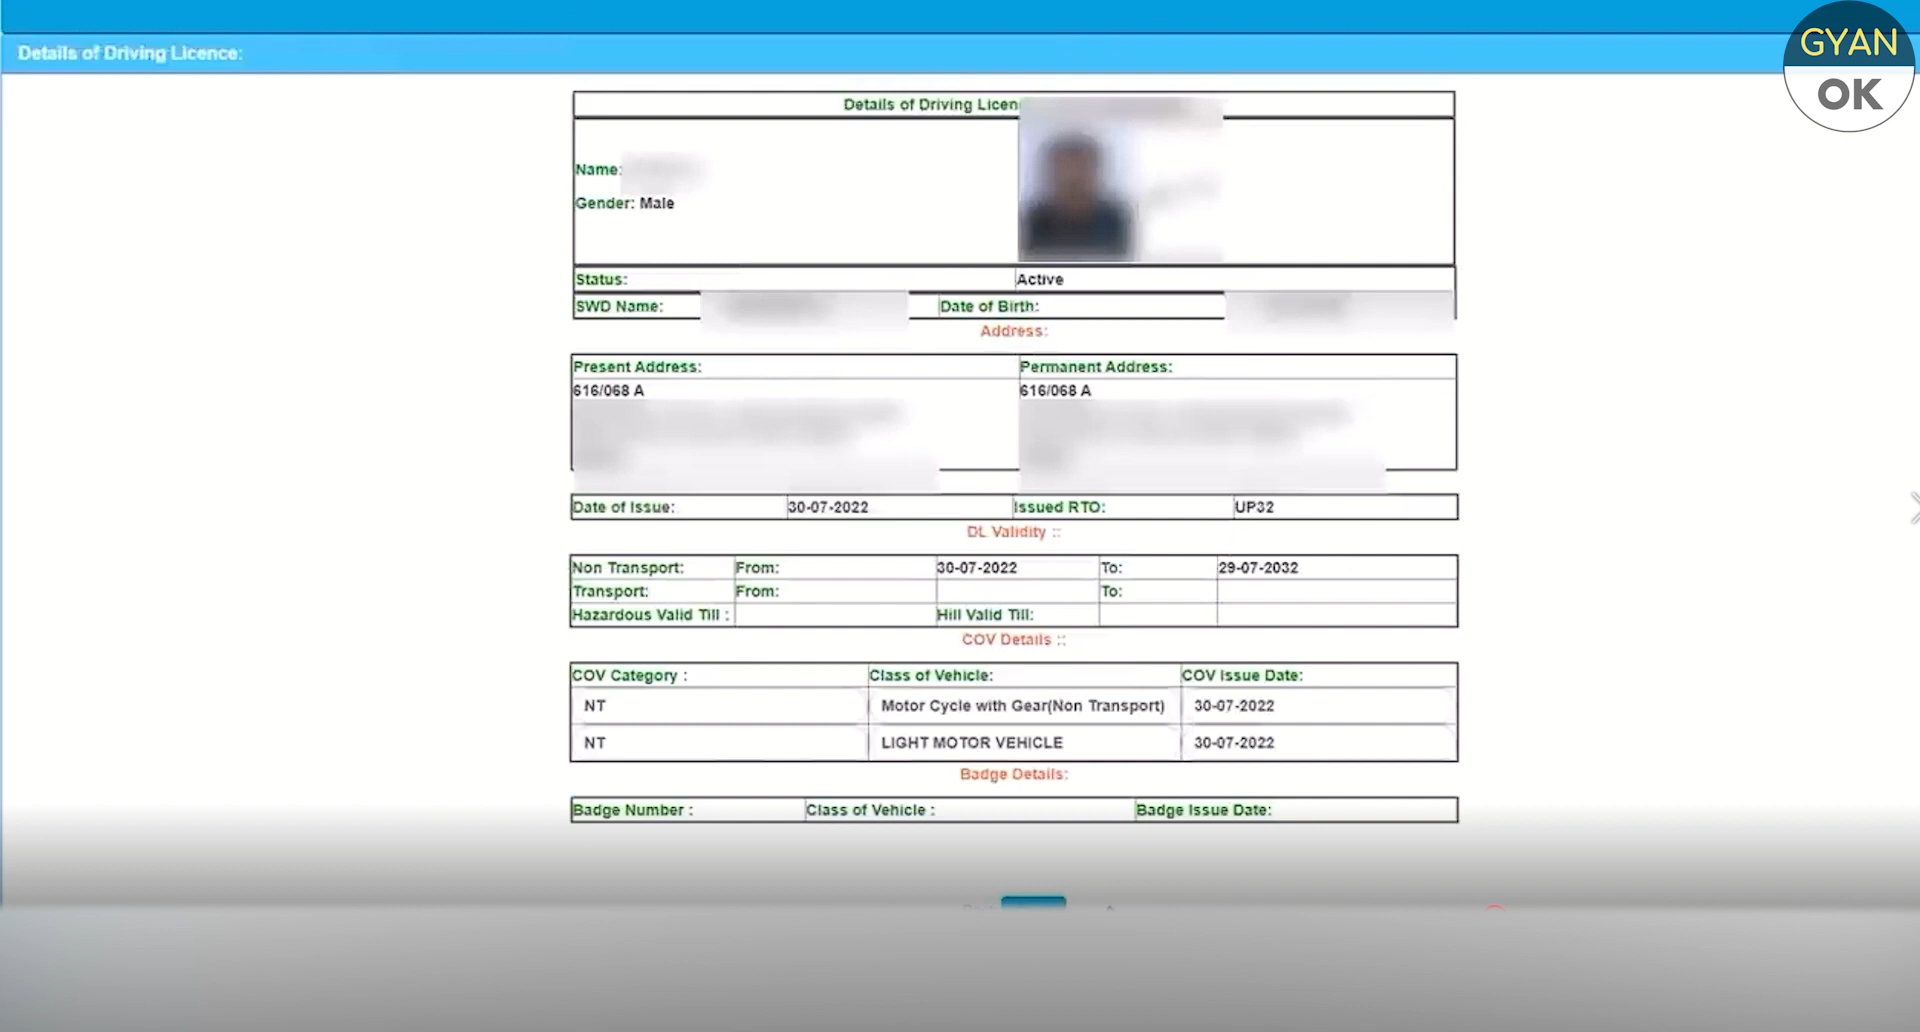 GYAN
OK
Details of Driving Licence:
Details of Driving Licen
Name:
Gender: Male
Status: Active
SWD Name: Date of Birth:
Address:
Present Address: Permanent Address:
616/068 A 616/068 A
Date of Issue: 30-07-2022 Issued RTO: UP32
DL Validity ::
Non Transport: From: 30-07-2022 To: 29-07-2032
Transport: From: To:
Hazardous Valid Till : Hill Valid Till:
COV Details ::
COV Category : Class of Vehicle: COV Issue Date:
NT Motor Cycle with Gear(Non Transport) 30-07-2022
NT LIGHT MOTOR VEHICLE 30-07-2022
Badge Details:
Badge Number : Class of Vehicle : Badge Issue Date: